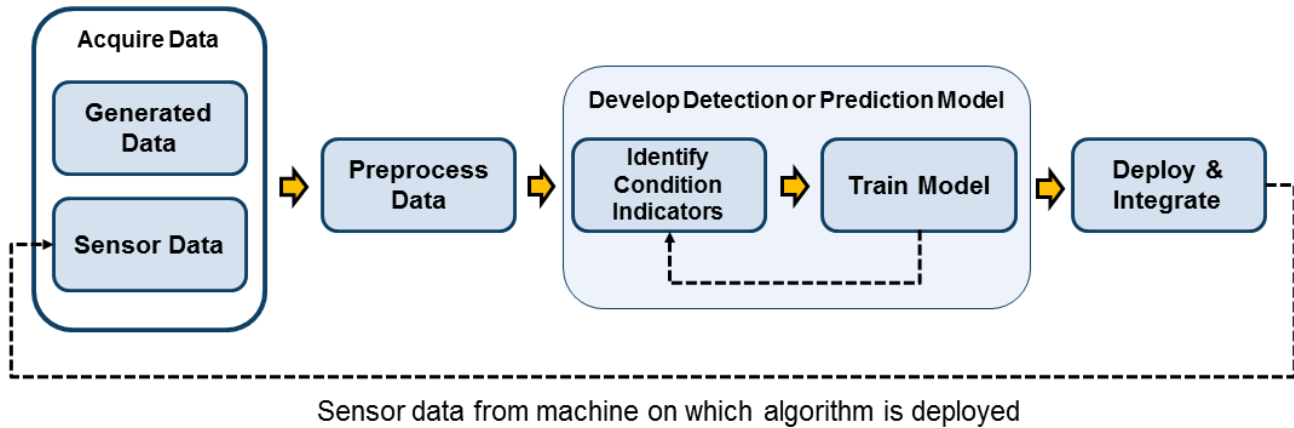 Acquire Data
Generated
Data
Sensor Data
Preprocess
Data
Develop Detection or Prediction Model
Identify
Condition
Indicators
Train Model
Deploy &
Integrate
Sensor data from machine on which algorithm is deployed